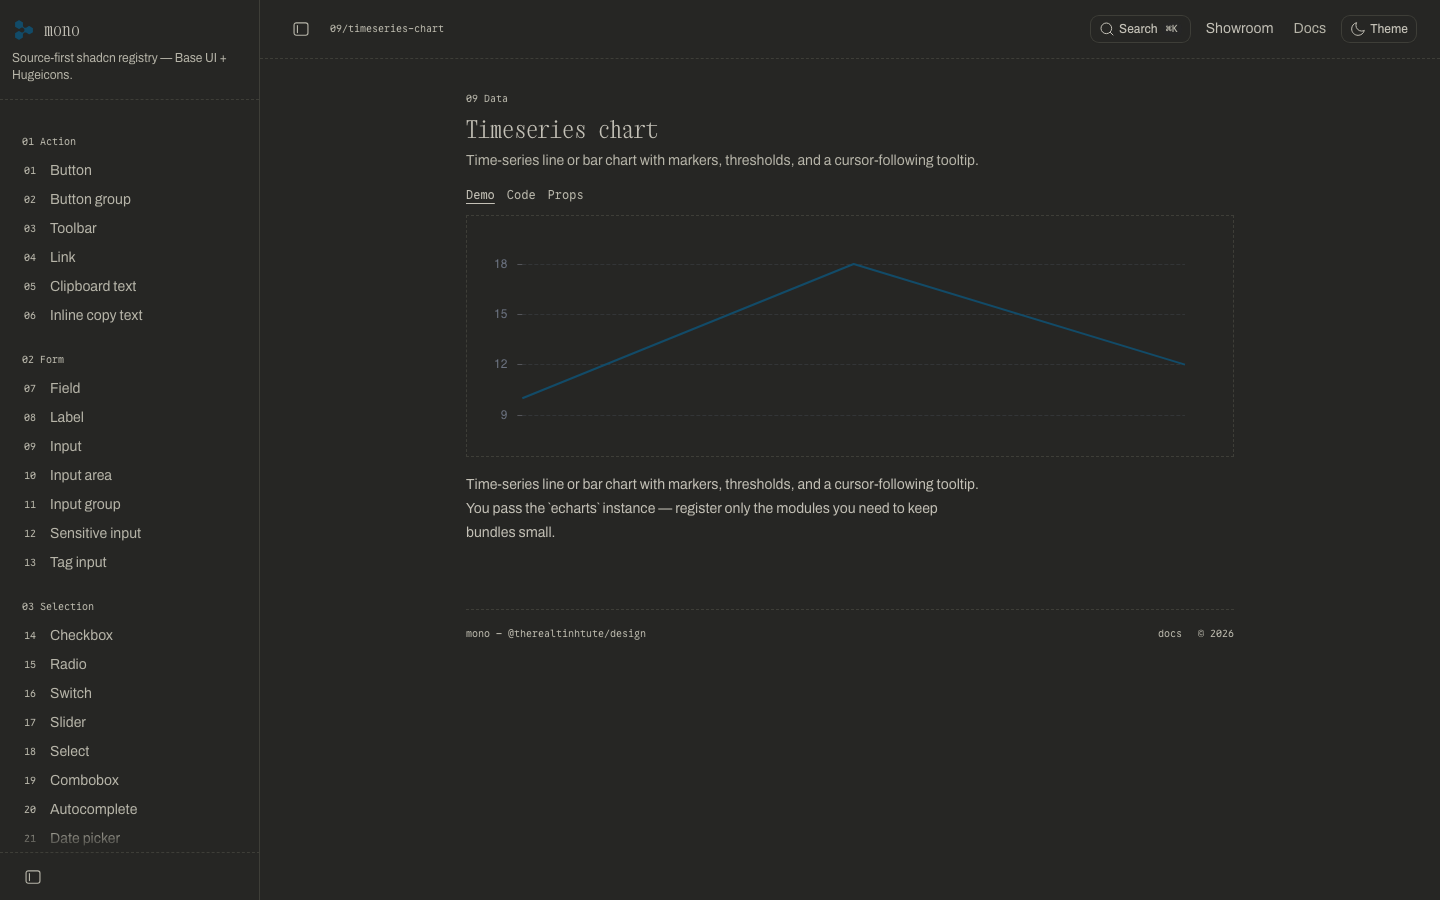 mono
Source-first shadcn registry — Base UI +
Hugeicons.
01 Action
01 Button
02 Button group
03 Toolbar
04 Link
05 Clipboard text
06 Inline copy text
02 Form
07 Field
08 Label
09 Input
10 Input area
11 Input group
12 Sensitive input
13 Tag input
03 Selection
14 Checkbox
15 Radio
16 Switch
17 Slider
18 Select
19 Combobox
20 Autocomplete
21 Date picker
09/timeseries-chart
Search ⌘K
Showroom
Docs
Theme
09 Data
Timeseries chart
Time-series line or bar chart with markers, thresholds, and a cursor-following tooltip.
Demo Code Props
18
15
12
9
Time-series line or bar chart with markers, thresholds, and a cursor-following tooltip.
You pass the `echarts` instance — register only the modules you need to keep
bundles small.
mono — @therealtinhtute/design
docs © 2026